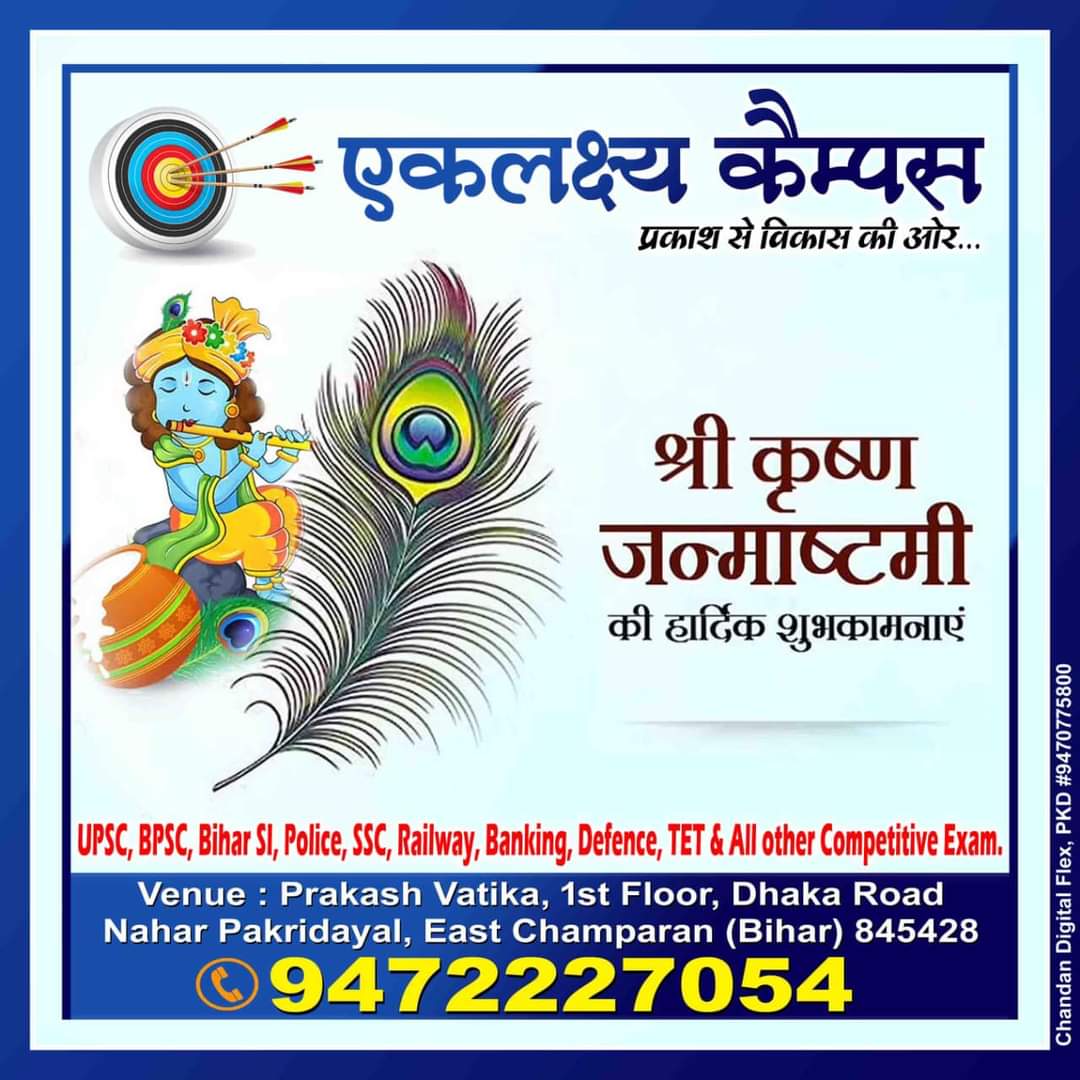 एकलक्ष्य कैम्पस
प्रकाश से विकास की ओर...
श्री कृष्ण
जन्माष्टमी
की हार्दिक शुभकामनाएं
UPSC, BPSC, Bihar SI, Police, SSC, Railway, Banking, Defence, TET & All other Competitive Exam.
Venue : Prakash Vatika, 1st Floor, Dhaka Road
Nahar Pakridayal, East Champaran (Bihar) 845428
9472227054
Chandan Digital Flex, PKD #9470775800